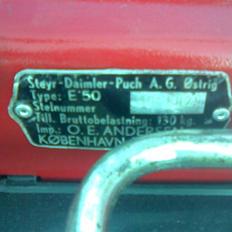 Steyr-Daimler-Puch A. G. Østrig
Type: E 50
Stelnummer
Till. Bruttobelastning: 130 kg.
Imp.: O. E. ANDERSEN
KØBENHAVN